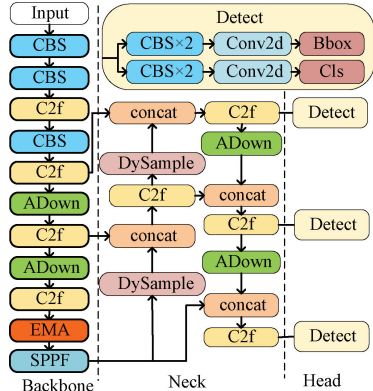 Input
CBS
CBS
C2f
CBS
C2f
ADown
C2f
ADown
C2f
EMA
SPPF
Backbone
Detect
CBS×2
Conv2d
Bbox
CBS×2
Conv2d
Cls
concat
DySample
C2f
concat
DySample
Neck
C2f
ADown
concat
C2f
ADown
concat
C2f
Detect
Detect
Detect
Head